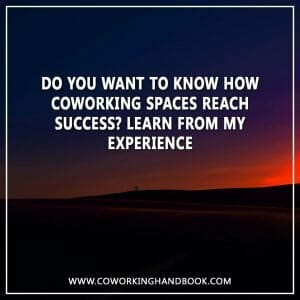 DO YOU WANT TO KNOW HOW
COWORKING SPACES REACH
SUCCESS? LEARN FROM MY
EXPERIENCE
WWW.COWORKINGHANDBOOK.COM